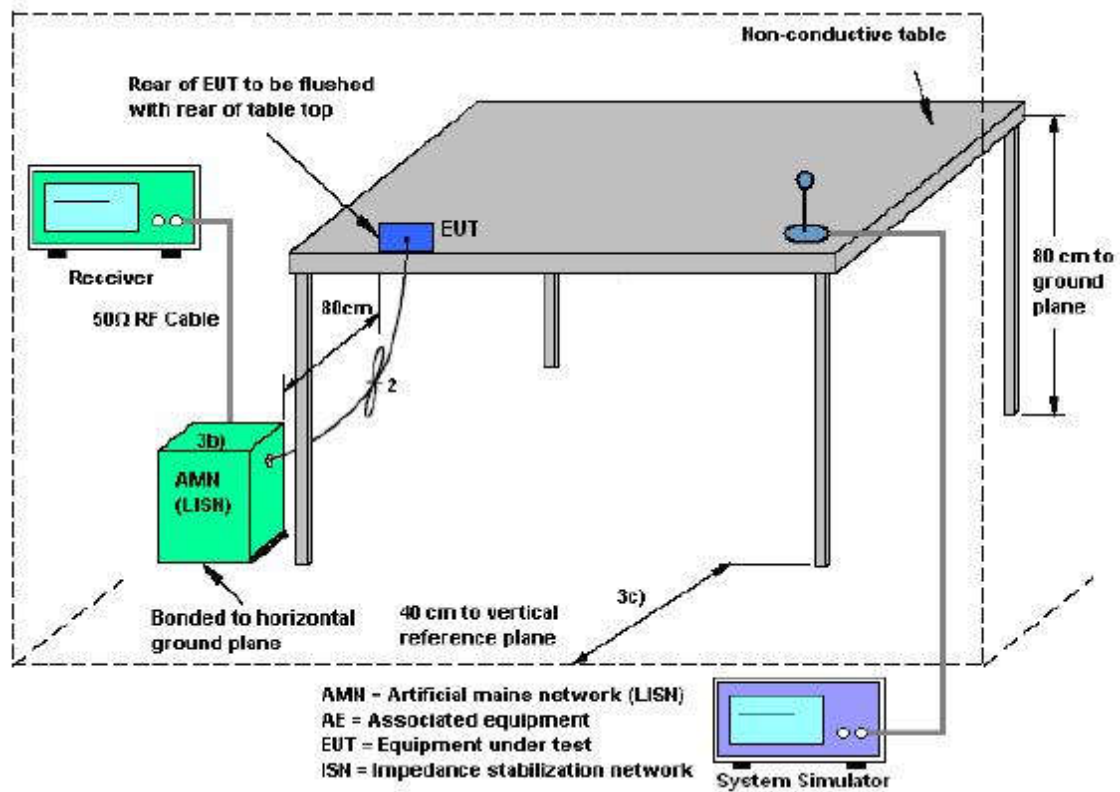 Non-conductive table
Rear of EUT to be flushed
with rear of table top
EUT
Receiver
80cm
80 cm to
ground
plane
50Ω RF Cable
2
3b)
AMN
(LISN)
3c)
Bonded to horizontal
ground plane
40 cm to vertical
reference plane
AMN = Artificial mains network (LISN)
AE = Associated equipment
EUT = Equipment under test
ISN = Impedance stabilization network
System Simulator